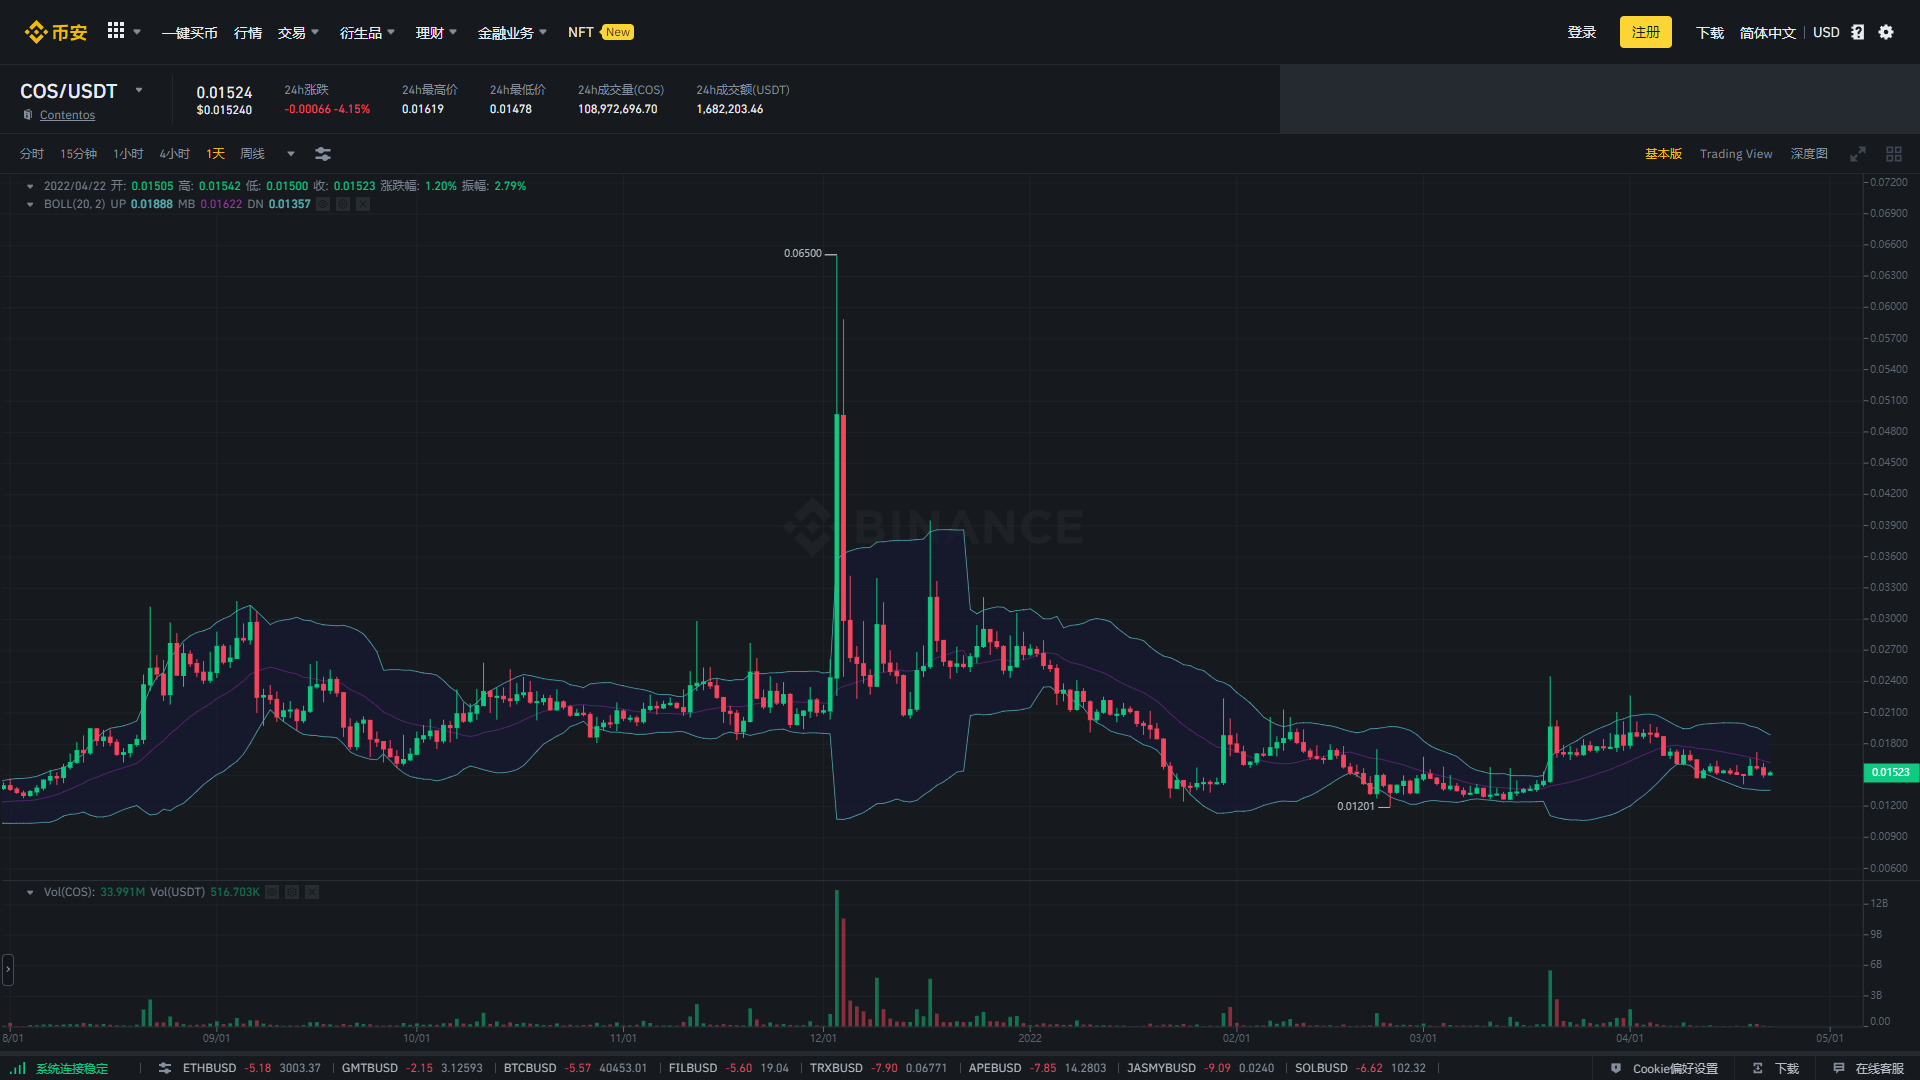 币安 一键买币 行情 交易 衍生品 理财 金融业务 NFT New 登录 注册 下载 简体中文 USD
COS/USDT
Contentos
0.01524
$0.015240
24h涨跌
-0.00066 -4.15%
24h最高价
0.01619
24h最低价
0.01478
24h成交量(COS)
108,972,696.70
24h成交额(USDT)
1,682,203.46
分时 15分钟 1小时 4小时 1天 周线 基本版 Trading View 深度图
2022/04/22 开: 0.01505 高: 0.01542 低: 0.01500 收: 0.01523 涨跌幅: 1.20% 振幅: 2.79%
BOLL(20, 2) UP 0.01888 MB 0.01622 DN 0.01357
0.06500
BINANCE
0.01201
0.07200
0.06900
0.06600
0.06300
0.06000
0.05700
0.05400
0.05100
0.04800
0.04500
0.04200
0.03900
0.03600
0.03300
0.03000
0.02700
0.02400
0.02100
0.01800
0.01523
0.01200
0.00900
0.00600
Vol(COS): 33.991M Vol(USDT) 516.703K
12B
9B
6B
3B
0.00
8/01 09/01 10/01 11/01 12/01 2022 02/01 03/01 04/01 05/01
系统连接稳定 ETHBUSD -5.18 3003.37 GMTBUSD -2.15 3.12593 BTCBUSD -5.57 40453.01 FILBUSD -5.60 19.04 TRXBUSD -7.90 0.06771 APEBUSD -7.85 14.2803 JASMYBUSD -9.09 0.0240 SOLBUSD -6.62 102.32 Cookie偏好设置 下载 在线客服